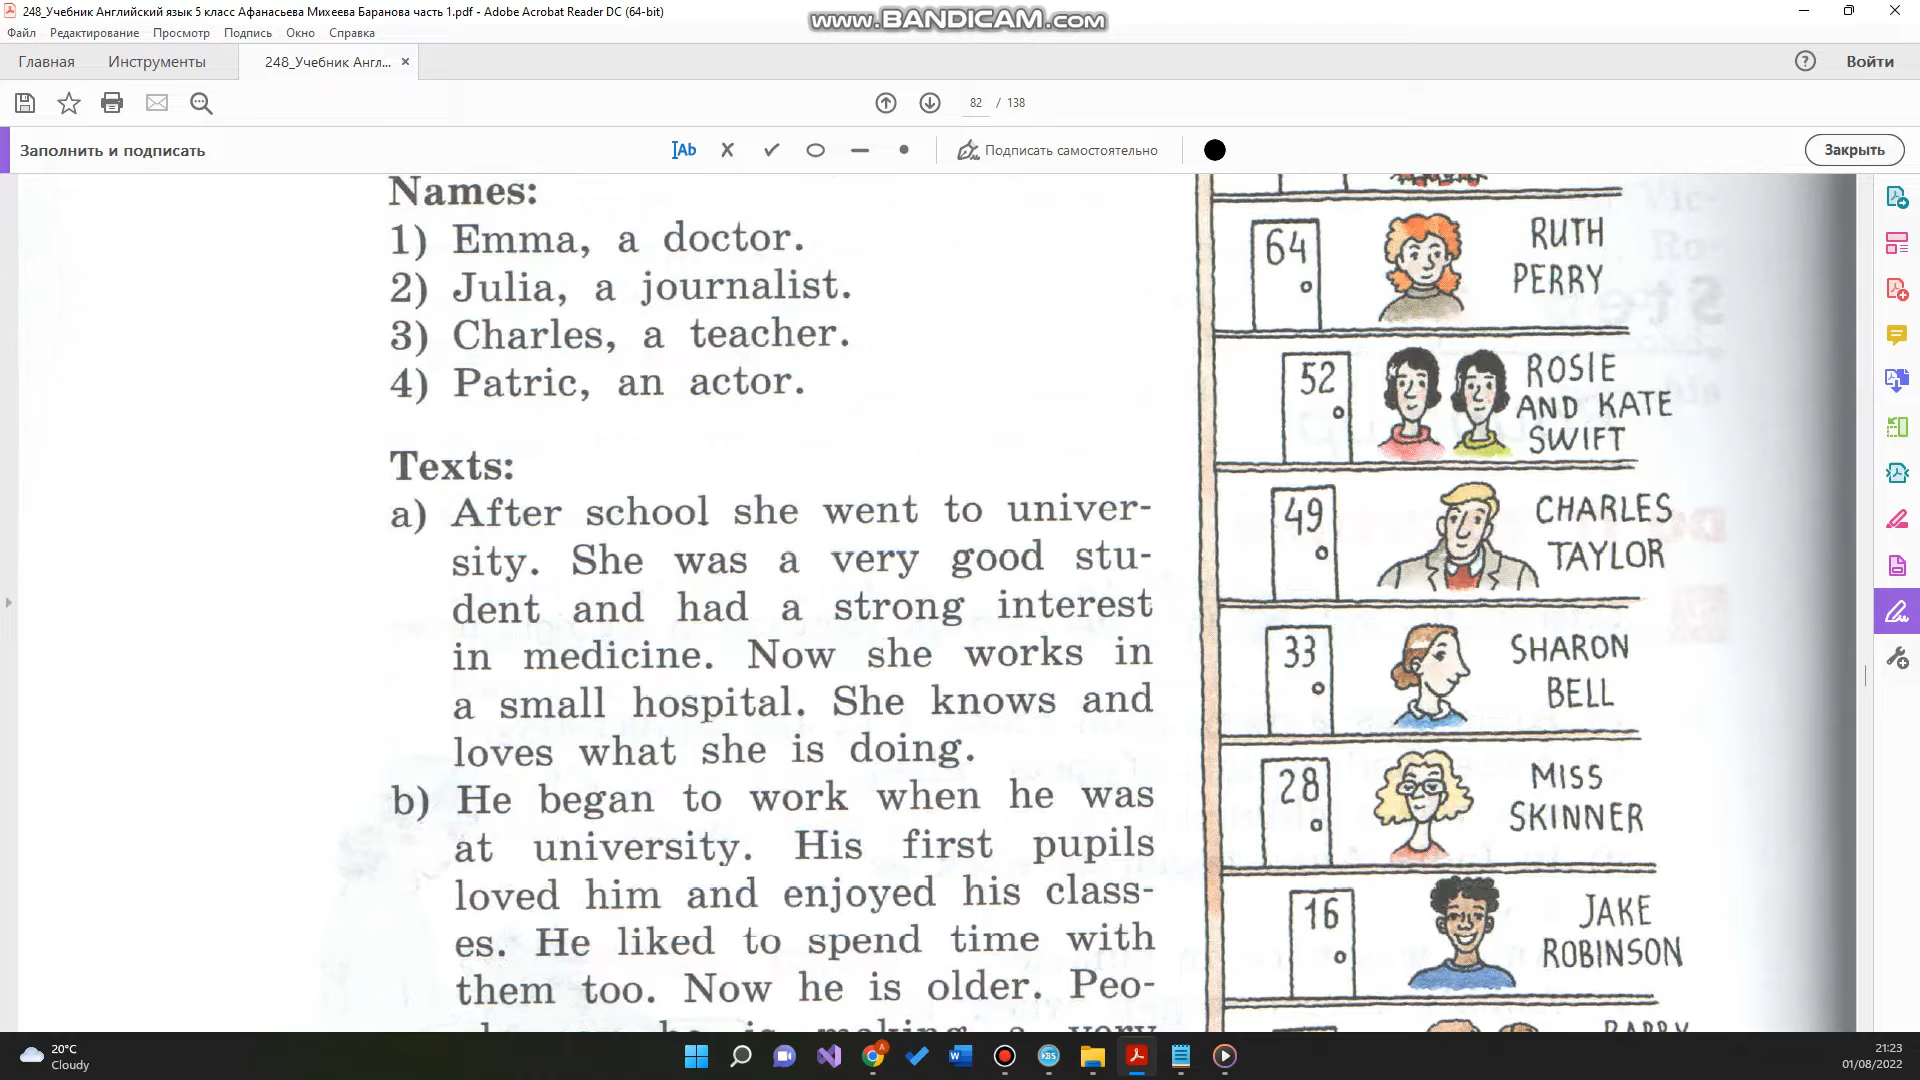 248_Учебник Английский язык 5 класс Афанасьева Михеева Баранова часть 1.pdf - Adobe Acrobat Reader DC (64-bit)
www.BANDICAM.com
Файл Редактирование Просмотр Подпись Окно Справка
Главная Инструменты 248_Учебник Англ... × Войти
82 / 138
Заполнить и подписать
Ab
Подписать самостоятельно
Закрыть
Names:
1) Emma, a doctor.
2) Julia, a journalist.
3) Charles, a teacher.
4) Patric, an actor.
Texts:
a) After school she went to univer-
sity. She was a very good stu-
dent and had a strong interest
in medicine. Now she works in
a small hospital. She knows and
loves what she is doing.
b) He began to work when he was
at university. His first pupils
loved him and enjoyed his class-
es. He liked to spend time with
them too. Now he is older. Peo-
64
RUTH
PERRY
52
ROSIE
AND KATE
SWIFT
49
CHARLES
TAYLOR
33
SHARON
BELL
28
MISS
SKINNER
16
JAKE
ROBINSON
20°C
Cloudy
21:23
01/08/2022